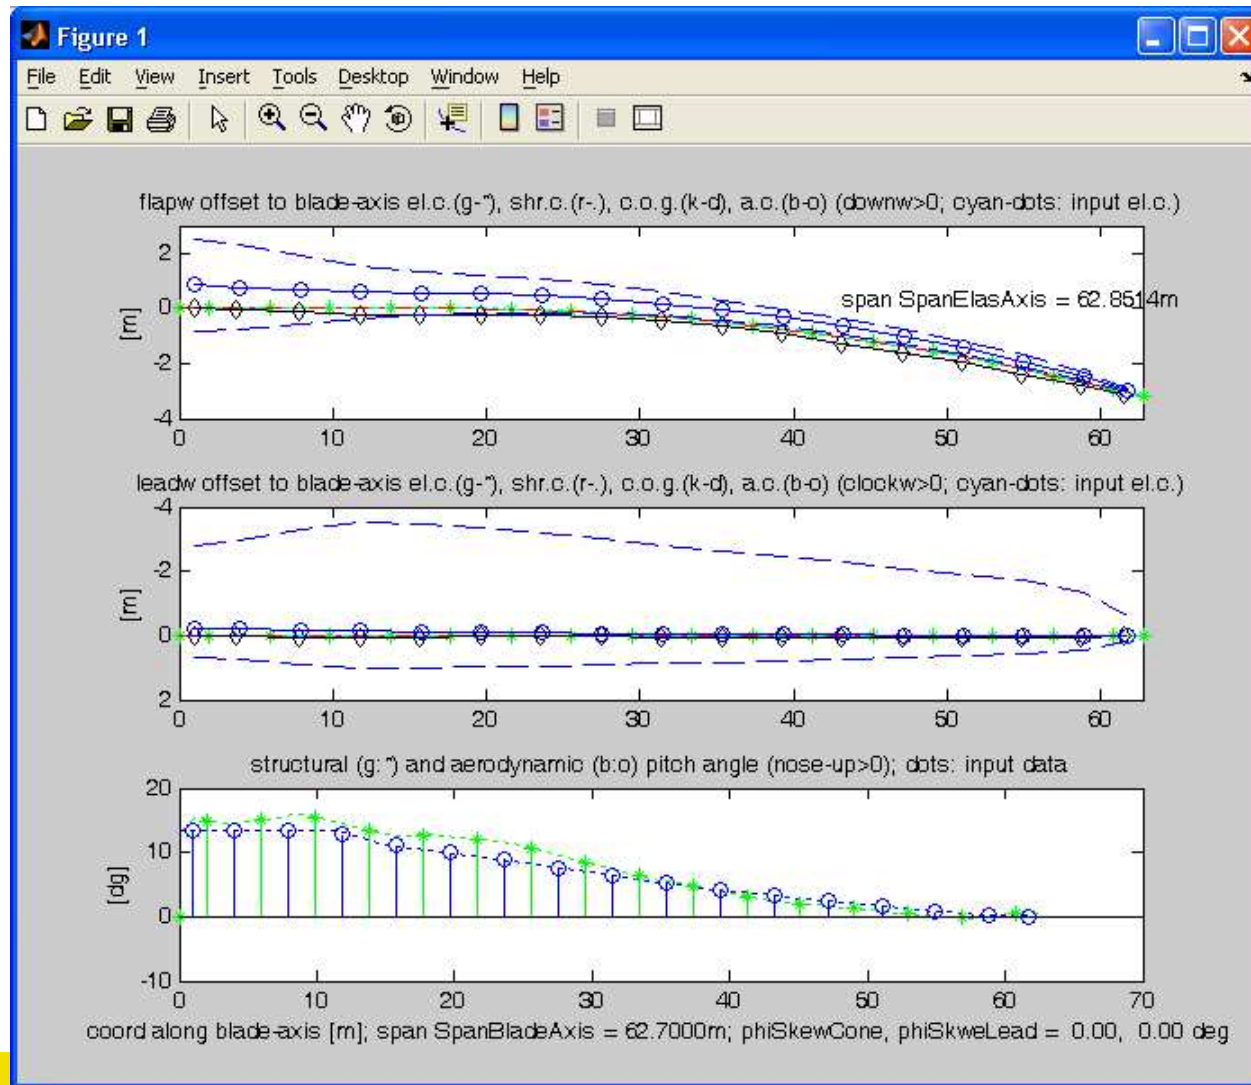 Figure 1
File Edit View Insert Tools Desktop Window Help
flapw offset to blade-axis el.c.(g-*), shr.c.(r-.), c.o.g.(k-d), a.c.(b-o) (downw>0; cyan-dots: input el.c.)
2
0
-2
-4
[m]
span SpanElasAxis = 62.8514m
0 10 20 30 40 50 60
leadw offset to blade-axis el.c.(g-*), shr.c.(r-.), c.o.g.(k-d), a.c.(b-o) (clockw>0; cyan-dots: input el.c.)
-4
-2
0
2
[m]
0 10 20 30 40 50 60
structural (g:*) and aerodynamic (b:o) pitch angle (nose-up>0); dots: input data
20
10
0
-10
[dg]
0 10 20 30 40 50 60 70
coord along blade-axis [m]; span SpanBladeAxis = 62.7000m; phiSkewCone, phiSkweLead = 0.00, 0.00 deg